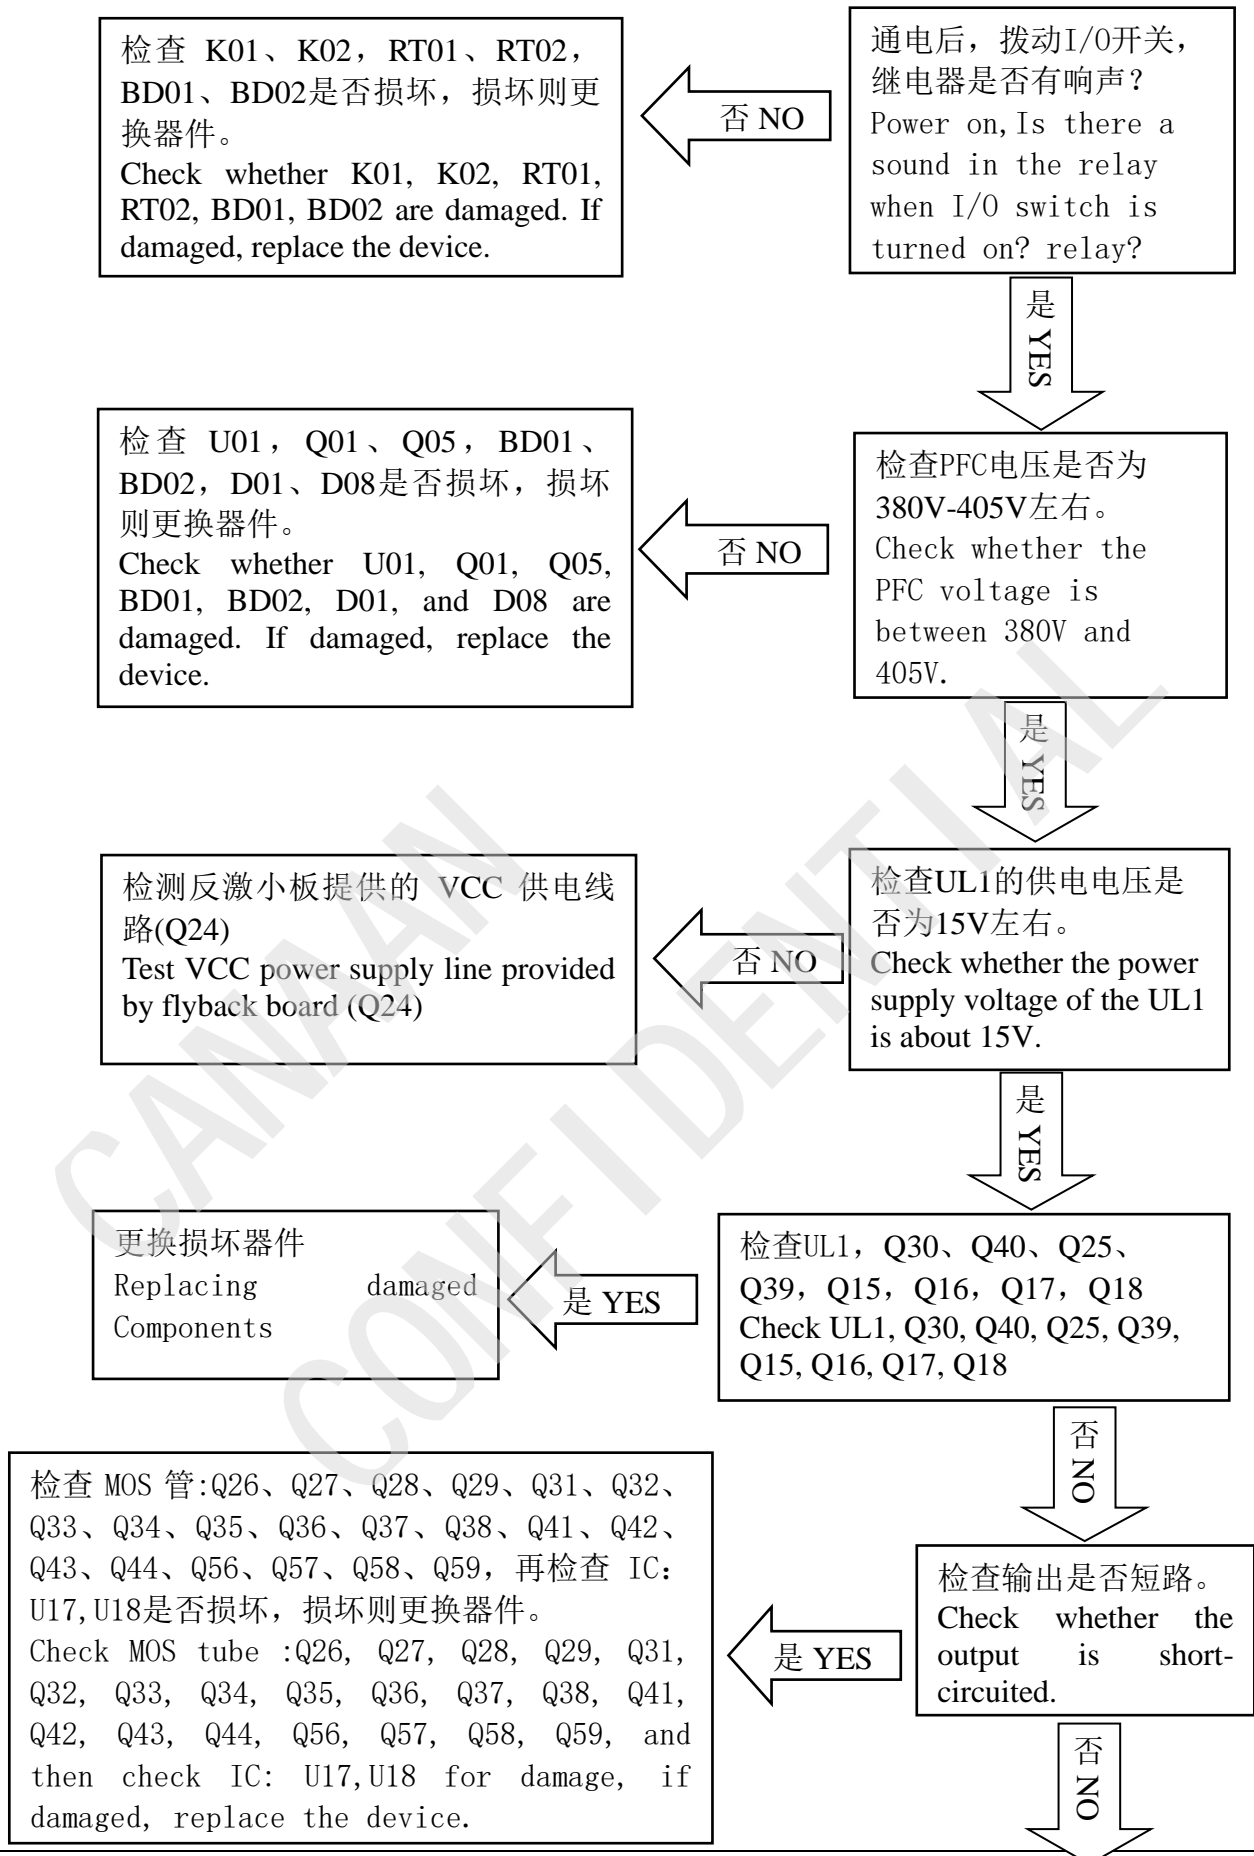 检查 K01、K02，RT01、RT02，
BD01、BD02是否损坏，损坏则更
换器件。
Check whether K01, K02, RT01,
RT02, BD01, BD02 are damaged. If
damaged, replace the device.
否 NO
通电后，拨动I/O开关，
继电器是否有响声？
Power on,Is there a
sound in the relay
when I/O switch is
turned on? relay?
是 YES
检查 U01，Q01、Q05，BD01、
BD02，D01、D08是否损坏，损坏
则更换器件。
Check whether U01, Q01, Q05,
BD01, BD02, D01, and D08 are
damaged. If damaged, replace the
device.
否 NO
检查PFC电压是否为
380V-405V左右。
Check whether the
PFC voltage is
between 380V and
405V.
是 YES
检测反激小板提供的 VCC 供电线
路(Q24)
Test VCC power supply line provided
by flyback board (Q24)
否 NO
检查UL1的供电电压是
否为15V左右。
Check whether the power
supply voltage of the UL1
is about 15V.
是 YES
更换损坏器件
Replacing damaged
Components
是 YES
检查UL1，Q30、Q40、Q25、
Q39，Q15，Q16，Q17，Q18
Check UL1, Q30, Q40, Q25, Q39,
Q15, Q16, Q17, Q18
否 NO
检查 MOS 管:Q26、Q27、Q28、Q29、Q31、Q32、
Q33、Q34、Q35、Q36、Q37、Q38、Q41、Q42、
Q43、Q44、Q56、Q57、Q58、Q59，再检查 IC：
U17,U18是否损坏，损坏则更换器件。
Check MOS tube :Q26, Q27, Q28, Q29, Q31,
Q32, Q33, Q34, Q35, Q36, Q37, Q38, Q41,
Q42, Q43, Q44, Q56, Q57, Q58, Q59, and
then check IC: U17,U18 for damage, if
damaged, replace the device.
是 YES
检查输出是否短路。
Check whether the
output is short-
circuited.
否 NO
CANAAN
CONFIDENTIAL